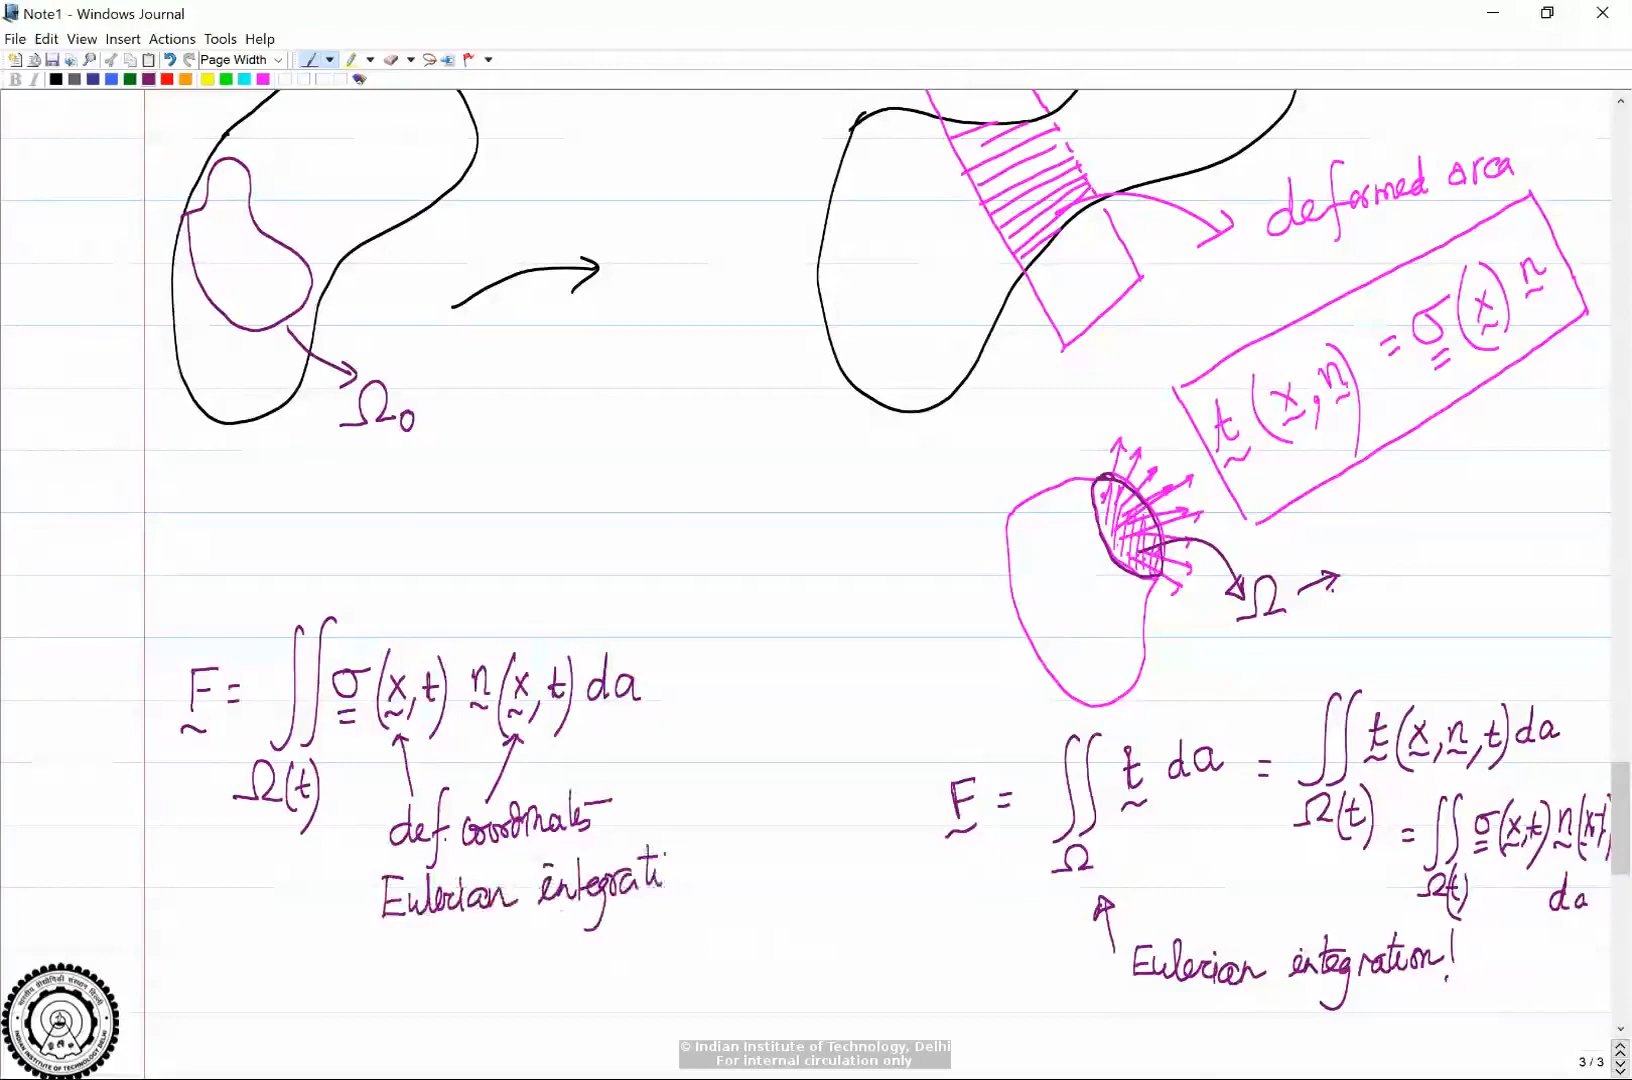 Note1 - Windows Journal
File Edit View Insert Actions Tools Help
Page Width
B I
deformed area
t(x, n) = σ(x) n
Ω₀
Ω
F = ∬ σ(x, t) n(x, t) da
Ω(t)
def. coordinates
Eulerian integrati
F = ∬ t da = ∬ t(x, n, t) da
Ω Ω(t)
= ∬ σ(x, t) n(x, t)
Ω(t) da
Eulerian integration!
© Indian Institute of Technology, Delhi
For internal circulation only
3 / 3